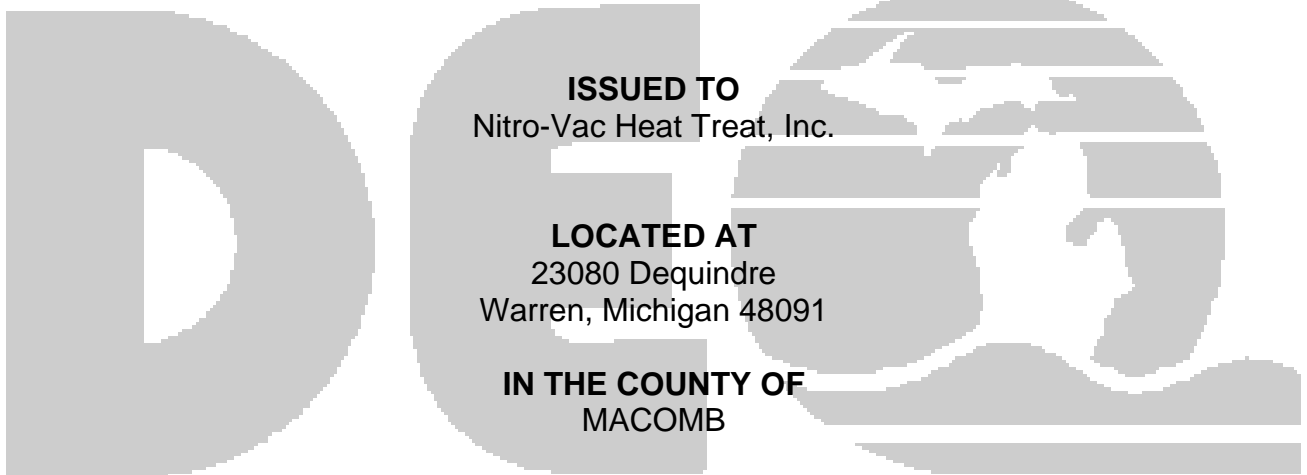 DEQ
ISSUED TO
Nitro-Vac Heat Treat, Inc.
LOCATED AT
23080 Dequindre
Warren, Michigan 48091
IN THE COUNTY OF
MACOMB